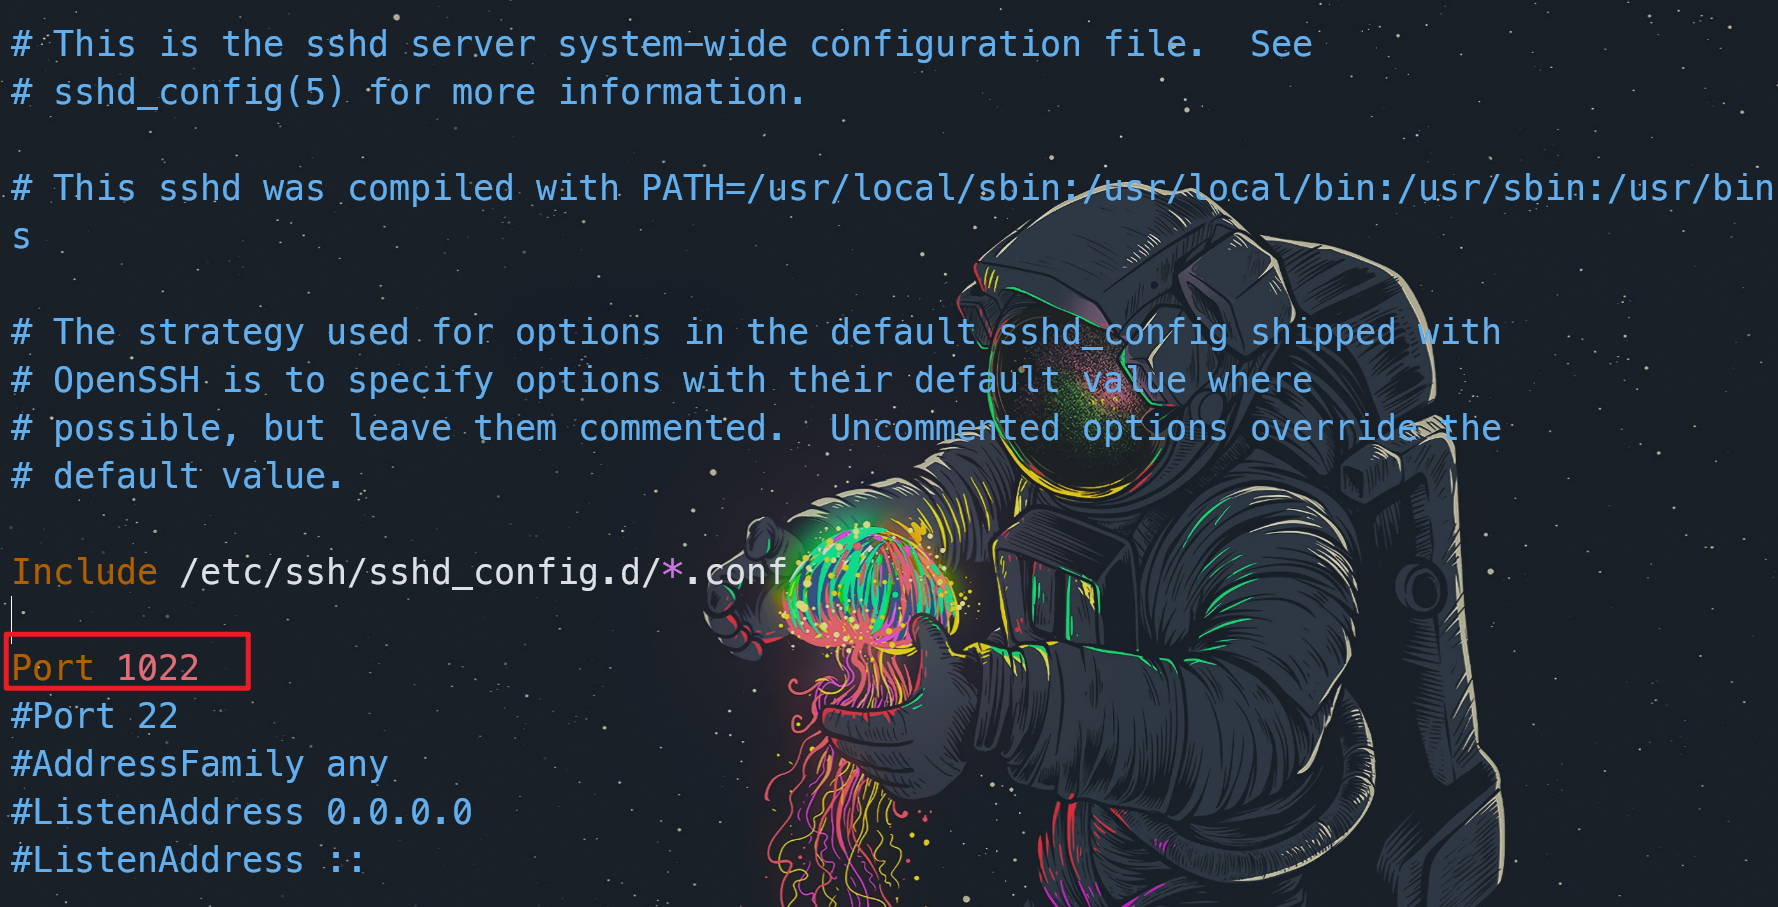 # This is the sshd server system-wide configuration file.  See
# sshd_config(5) for more information.
# This sshd was compiled with PATH=/usr/local/sbin:/usr/local/bin:/usr/sbin:/usr/bin
s
# The strategy used for options in the default sshd_config shipped with
# OpenSSH is to specify options with their default value where
# possible, but leave them commented.  Uncommented options override the
# default value.
Include /etc/ssh/sshd_config.d/*.conf
Port 1022
#Port 22
#AddressFamily any
#ListenAddress 0.0.0.0
#ListenAddress ::